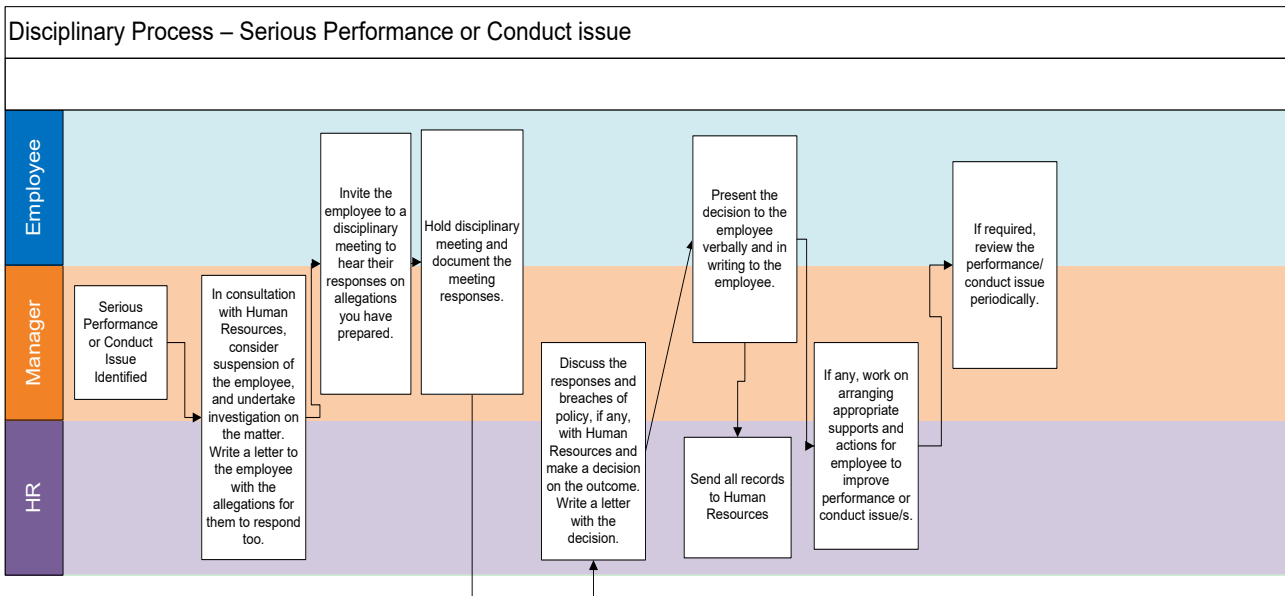 Disciplinary Process – Serious Performance or Conduct issue
Employee
Manager
HR
Serious
Performance
or Conduct
Issue
Identified
In consultation
with Human
Resources,
consider
suspension of
the employee,
and undertake
investigation on
the matter.
Write a letter to
the employee
with the
allegations for
them to respond
too.
Invite the
employee to a
disciplinary
meeting to
hear their
responses on
allegations
you have
prepared.
Hold disciplinary
meeting and
document the
meeting
responses.
Discuss the
responses and
breaches of
policy, if any,
with Human
Resources and
make a decision
on the outcome.
Write a letter
with the
decision.
Present the
decision to the
employee
verbally and in
writing to the
employee.
Send all records
to Human
Resources
If any, work on
arranging
appropriate
supports and
actions for
employee to
improve
performance or
conduct issue/s.
If required,
review the
performance/
conduct issue
periodically.